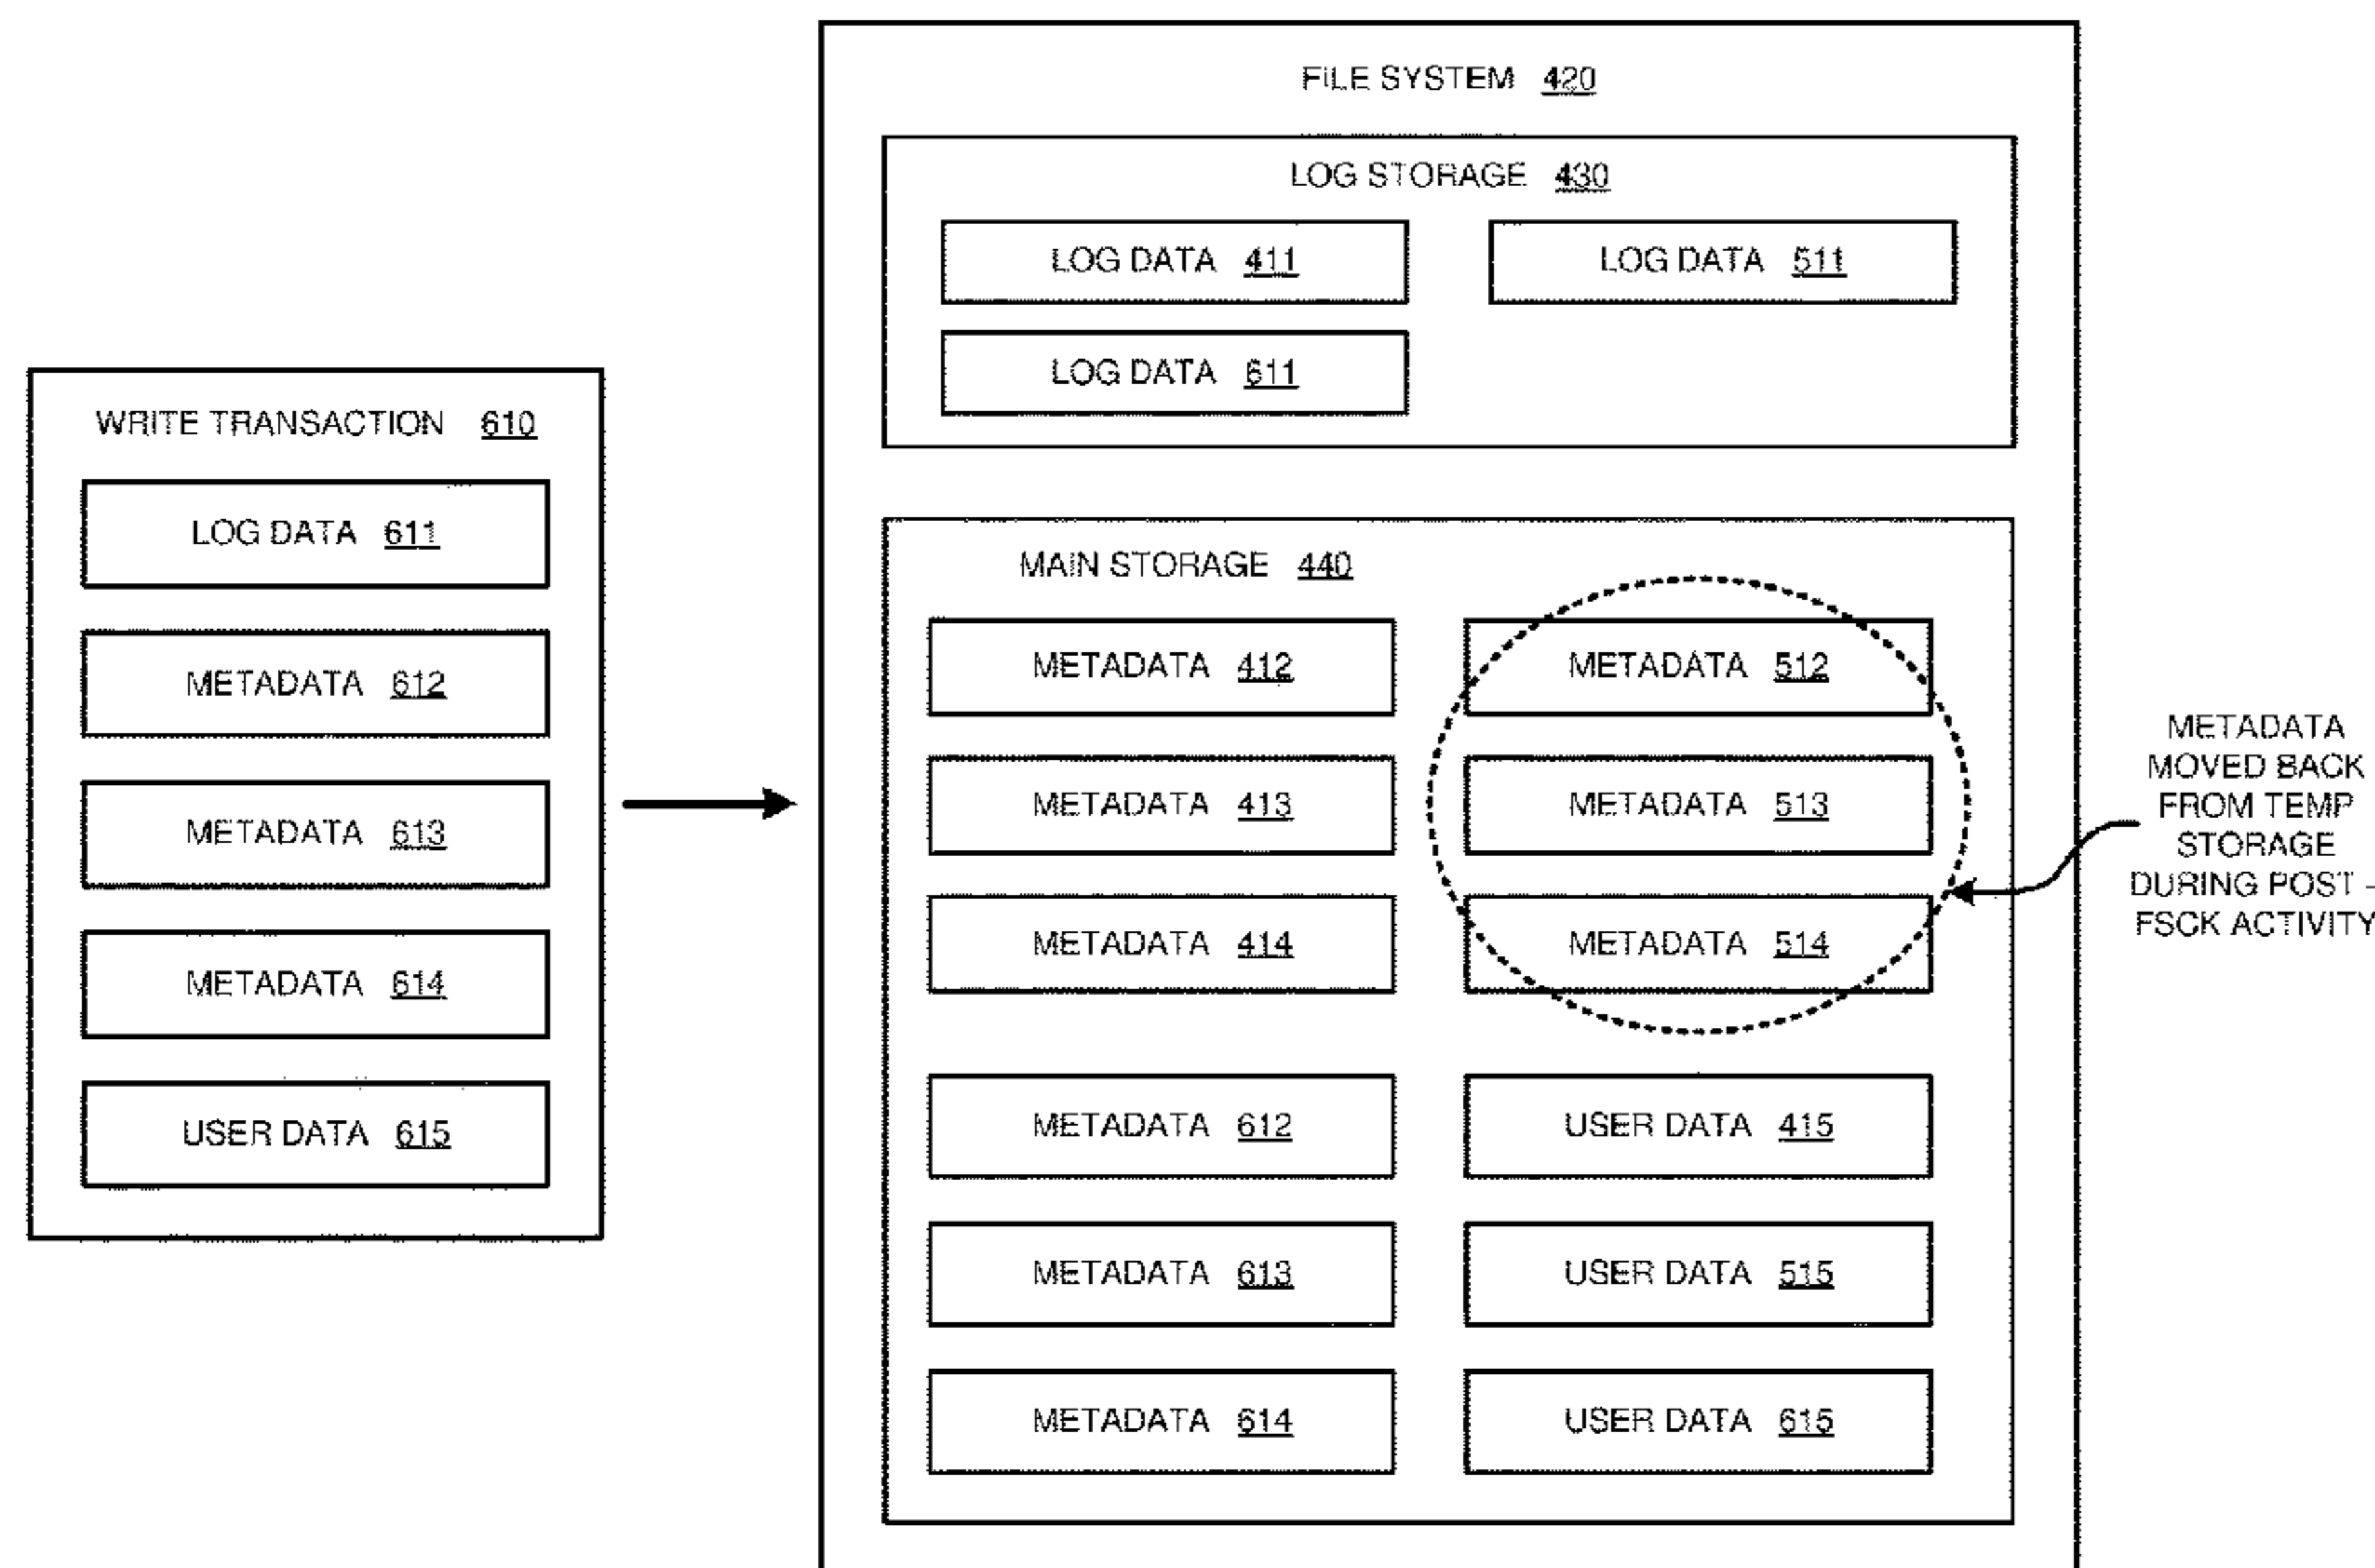 WRITE TRANSACTION 610
LOG DATA 611
METADATA 612
METADATA 613
METADATA 614
USER DATA 615
FILE SYSTEM 420
LOG STORAGE 430
LOG DATA 411
LOG DATA 511
LOG DATA 611
MAIN STORAGE 440
METADATA 412
METADATA 512
METADATA 413
METADATA 513
METADATA 414
METADATA 514
METADATA 612
USER DATA 415
METADATA 613
USER DATA 515
METADATA 614
USER DATA 615
METADATA
MOVED BACK
FROM TEMP
STORAGE
DURING POST -
FSCK ACTIVITY